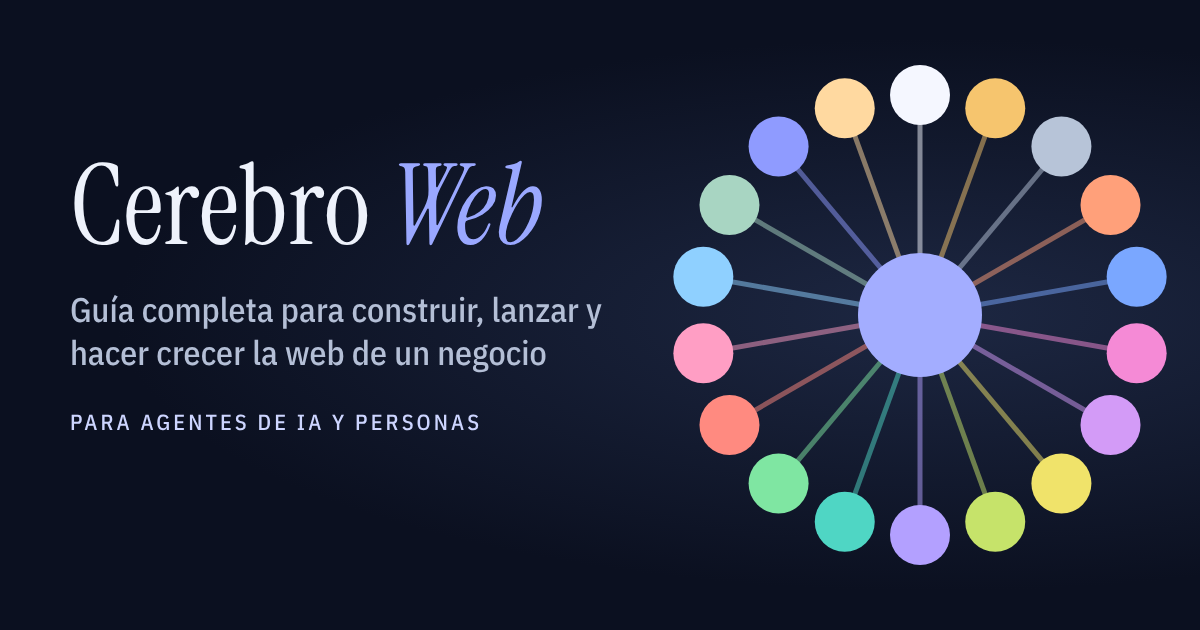 Cerebro Web
Guía completa para construir, lanzar y
hacer crecer la web de un negocio
PARA AGENTES DE IA Y PERSONAS